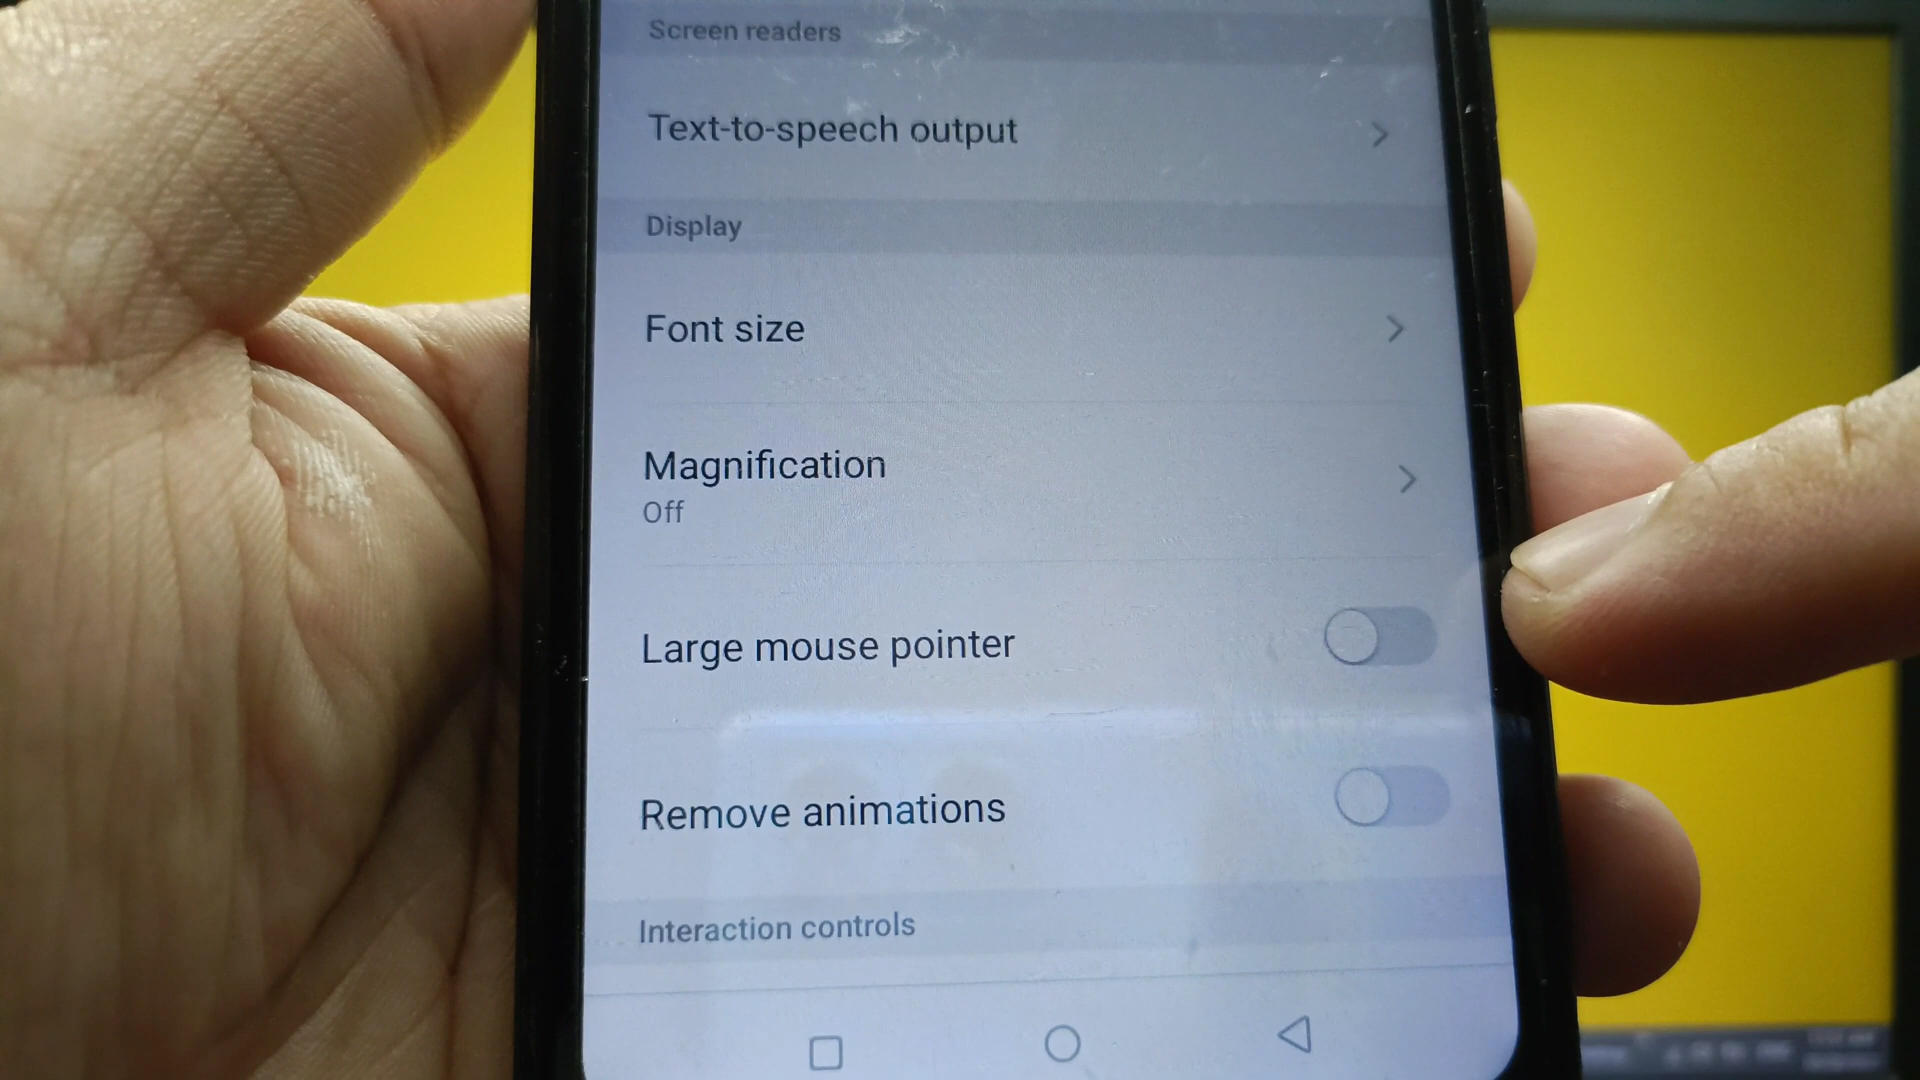 Screen readers
Text-to-speech output
Display
Font size
Magnification
Off
Large mouse pointer
Remove animations
Interaction controls